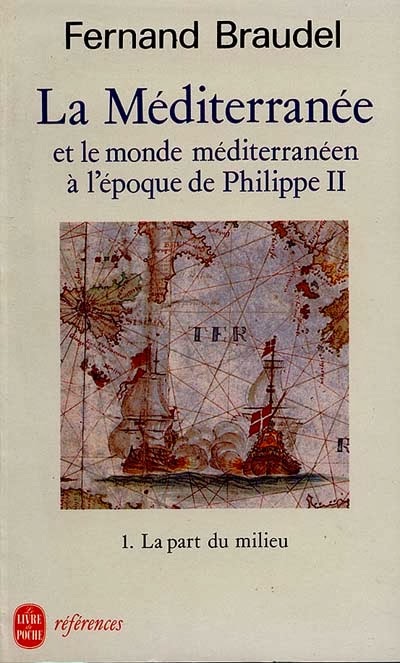 Fernand Braudel
La Méditerranée
et le monde méditerranéen
à l'époque de Philippe II
TER
1. La part du milieu
Le
LIVRE
de
POCHE
références